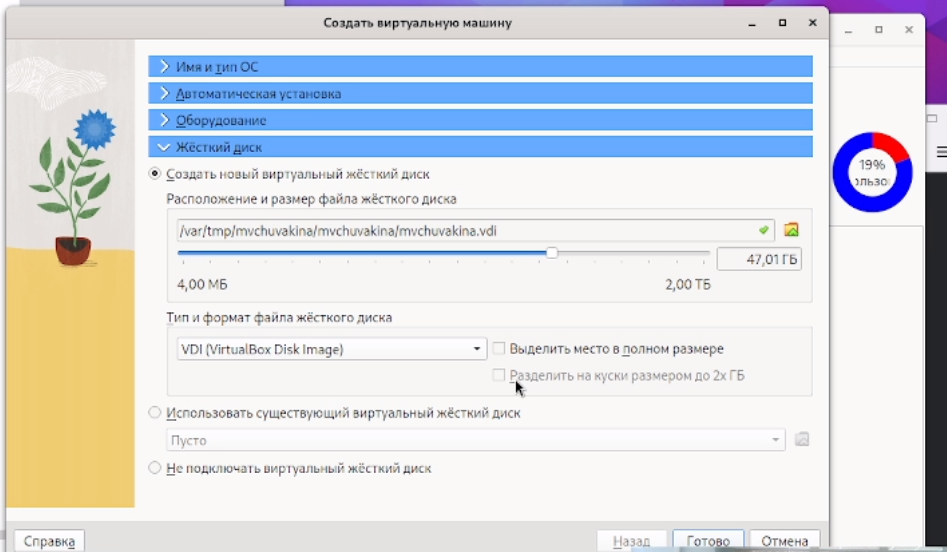 Создать виртуальную машину
Имя и тип ОС
Автоматическая установка
Оборудование
Жёсткий диск
Создать новый виртуальный жёсткий диск
Расположение и размер файла жёсткого диска
/var/tmp/mvchuvakina/mvchuvakina/mvchuvakina.vdi
47,01 ГБ
4,00 МБ 2,00 ТБ
Тип и формат файла жёсткого диска
VDI (VirtualBox Disk Image) Выделить место в полном размере
Разделить на куски размером до 2х ГБ
Использовать существующий виртуальный жёсткий диск
Пусто
Не подключать виртуальный жёсткий диск
Справка Назад Готово Отмена
19%